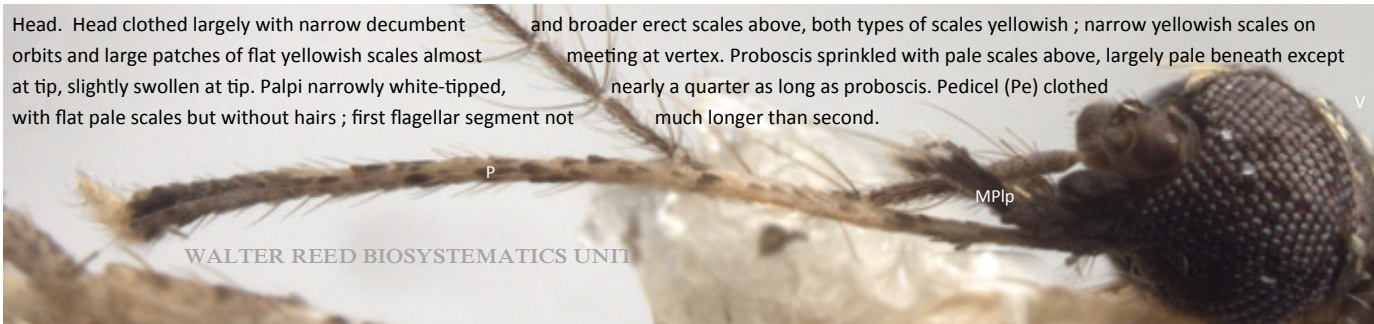 Head. Head clothed largely with narrow decumbent and broader erect scales above, both types of scales yellowish ; narrow yellowish scales on
orbits and large patches of flat yellowish scales almost meeting at vertex. Proboscis sprinkled with pale scales above, largely pale beneath except
at tip, slightly swollen at tip. Palpi narrowly white-tipped, nearly a quarter as long as proboscis. Pedicel (Pe) clothed
with flat pale scales but without hairs ; first flagellar segment not much longer than second.
V
P
MPlp
WALTER REED BIOSYSTEMATICS UNIT